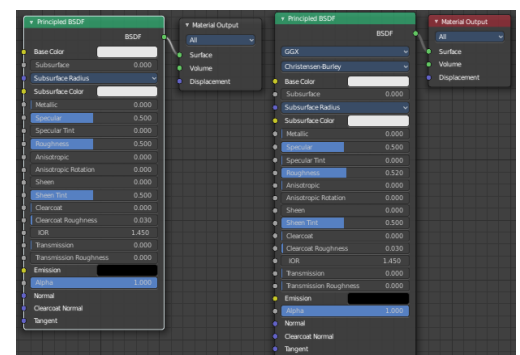 Principled BSDF
BSDF
Base Color
Subsurface 0.000
Subsurface Radius
Subsurface Color
Metallic 0.000
Specular 0.500
Specular Tint 0.000
Roughness 0.500
Anisotropic 0.000
Anisotropic Rotation 0.000
Sheen 0.000
Sheen Tint 0.500
Clearcoat 0.000
Clearcoat Roughness 0.030
IOR 1.450
Transmission 0.000
Transmission Roughness 0.000
Emission
Alpha 1.000
Normal
Clearcoat Normal
Tangent
Material Output
All
Surface
Volume
Displacement
Principled BSDF
BSDF
GGX
Christensen-Burley
Base Color
Subsurface 0.000
Subsurface Radius
Subsurface Color
Metallic 0.000
Specular 0.500
Specular Tint 0.000
Roughness 0.520
Anisotropic 0.000
Anisotropic Rotation 0.000
Sheen 0.000
Sheen Tint 0.500
Clearcoat 0.000
Clearcoat Roughness 0.030
IOR 1.450
Transmission 0.000
Transmission Roughness 0.000
Emission
Alpha 1.000
Normal
Clearcoat Normal
Tangent
Material Output
All
Surface
Volume
Displacement